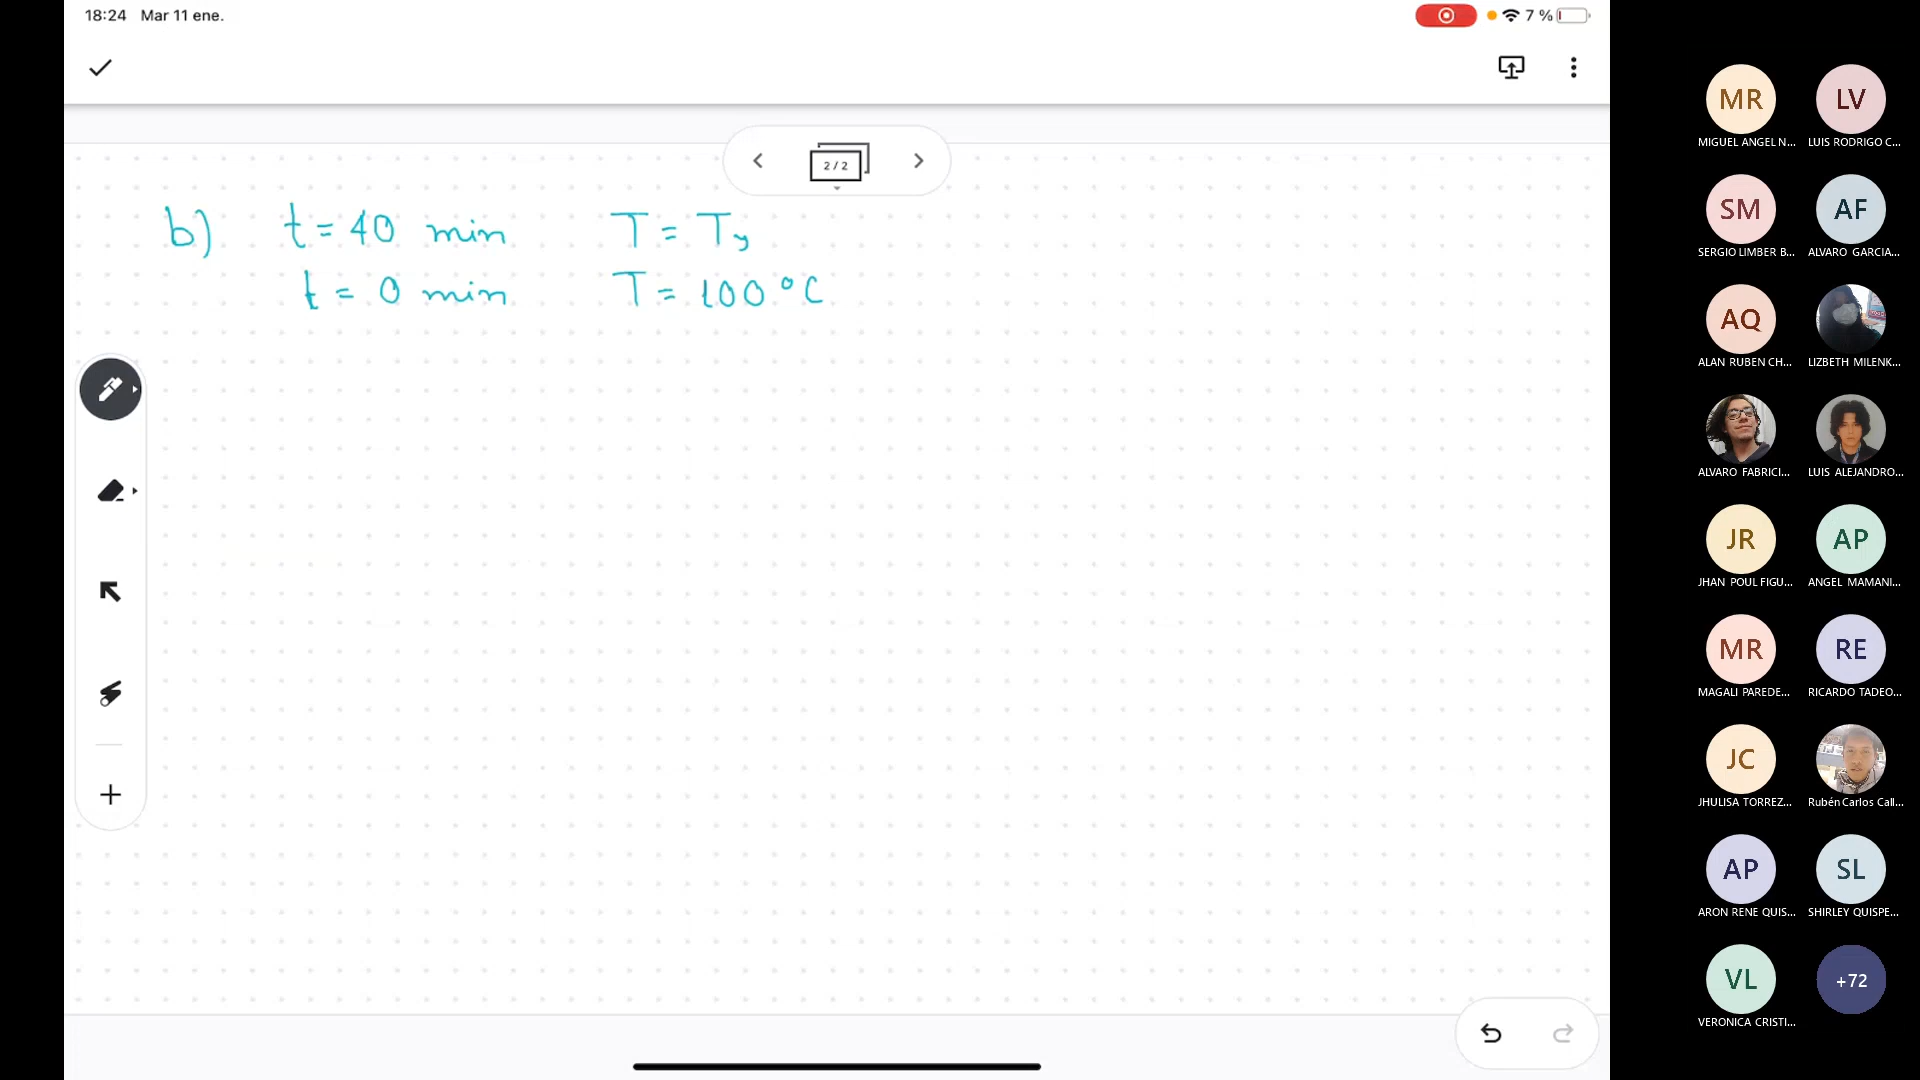 18:24 Mar 11 ene. 7 %
2 / 2
b) t = 40 min T = Ty
t = 0 min T = 100 °C
MR LV
MIGUEL ANGEL N... LUIS RODRIGO C...
SM AF
SERGIO LIMBER B... ALVARO GARCIA...
AQ
ALAN RUBEN CH... LIZBETH MILENK...
ALVARO FABRICI... LUIS ALEJANDRO...
JR AP
JHAN POUL FIGU... ANGEL MAMANI...
MR RE
MAGALI PAREDE... RICARDO TADEO...
JC
JHULISA TORREZ... Rubén Carlos Call...
AP SL
ARON RENE QUIS... SHIRLEY QUISPE...
VL +72
VERONICA CRISTI...